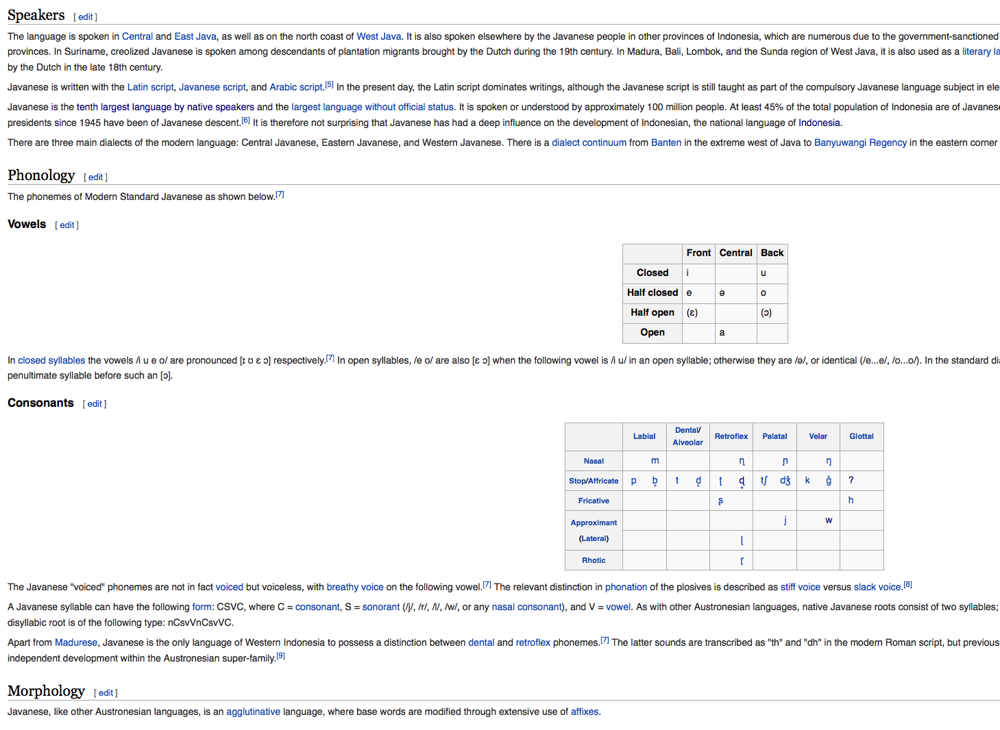 Speakers [ edit ]
The language is spoken in Central and East Java, as well as on the north coast of West Java. It is also spoken elsewhere by the Javanese people in other provinces of Indonesia, which are numerous due to the government-sanctioned
provinces. In Suriname, creolized Javanese is spoken among descendants of plantation migrants brought by the Dutch during the 19th century. In Madura, Bali, Lombok, and the Sunda region of West Java, it is also used as a literary la
by the Dutch in the late 18th century.
Javanese is written with the Latin script, Javanese script, and Arabic script.[5] In the present day, the Latin script dominates writings, although the Javanese script is still taught as part of the compulsory Javanese language subject in ele
Javanese is the tenth largest language by native speakers and the largest language without official status. It is spoken or understood by approximately 100 million people. At least 45% of the total population of Indonesia are of Javanes
presidents since 1945 have been of Javanese descent.[6] It is therefore not surprising that Javanese has had a deep influence on the development of Indonesian, the national language of Indonesia.
There are three main dialects of the modern language: Central Javanese, Eastern Javanese, and Western Javanese. There is a dialect continuum from Banten in the extreme west of Java to Banyuwangi Regency in the eastern corner
Phonology [ edit ]
The phonemes of Modern Standard Javanese as shown below.[7]
Vowels [ edit ]
Front Central Back
Closed i u
Half closed e ə o
Half open (ɛ) (ɔ)
Open a
In closed syllables the vowels /i u e o/ are pronounced [ɪ ʊ ɛ ɔ] respectively.[7] In open syllables, /e o/ are also [ɛ ɔ] when the following vowel is /i u/ in an open syllable; otherwise they are /ə/, or identical (/e...e/, /o...o/). In the standard di
penultimate syllable before such an [ɔ].
Consonants [ edit ]
Labial Dental/ Alveolar Retroflex Palatal Velar Glottal
Nasal m ɳ ɲ ŋ
Stop/Affricate p b̥ t d̥ ʈ ɖ̥ tʃ dʒ̊ k ɡ̊ ʔ
Fricative ʂ h
Approximant j w
(Lateral) ɭ
Rhotic ɽ
The Javanese "voiced" phonemes are not in fact voiced but voiceless, with breathy voice on the following vowel.[7] The relevant distinction in phonation of the plosives is described as stiff voice versus slack voice.[8]
A Javanese syllable can have the following form: CSVC, where C = consonant, S = sonorant (/j/, /r/, /l/, /w/, or any nasal consonant), and V = vowel. As with other Austronesian languages, native Javanese roots consist of two syllables;
disyllabic root is of the following type: nCsvVnCsvVC.
Apart from Madurese, Javanese is the only language of Western Indonesia to possess a distinction between dental and retroflex phonemes.[7] The latter sounds are transcribed as "th" and "dh" in the modern Roman script, but previous
independent development within the Austronesian super-family.[9]
Morphology [ edit ]
Javanese, like other Austronesian languages, is an agglutinative language, where base words are modified through extensive use of affixes.